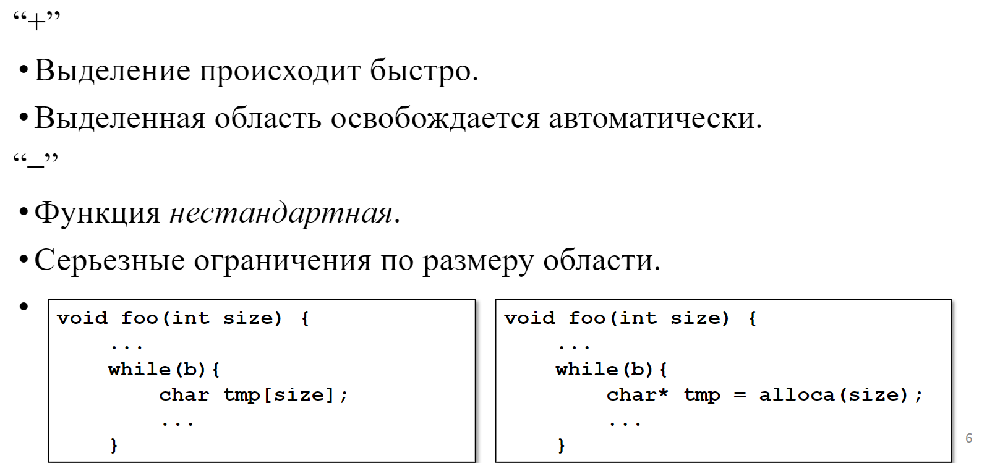 “+”
• Выделение происходит быстро.
• Выделенная область освобождается автоматически.
“–”
• Функция нестандартная.
• Серьезные ограничения по размеру области.
•
void foo(int size) {
    ...
    while(b){
        char tmp[size];
        ...
    }
void foo(int size) {
    ...
    while(b){
        char* tmp = alloca(size);
        ...
    }
6